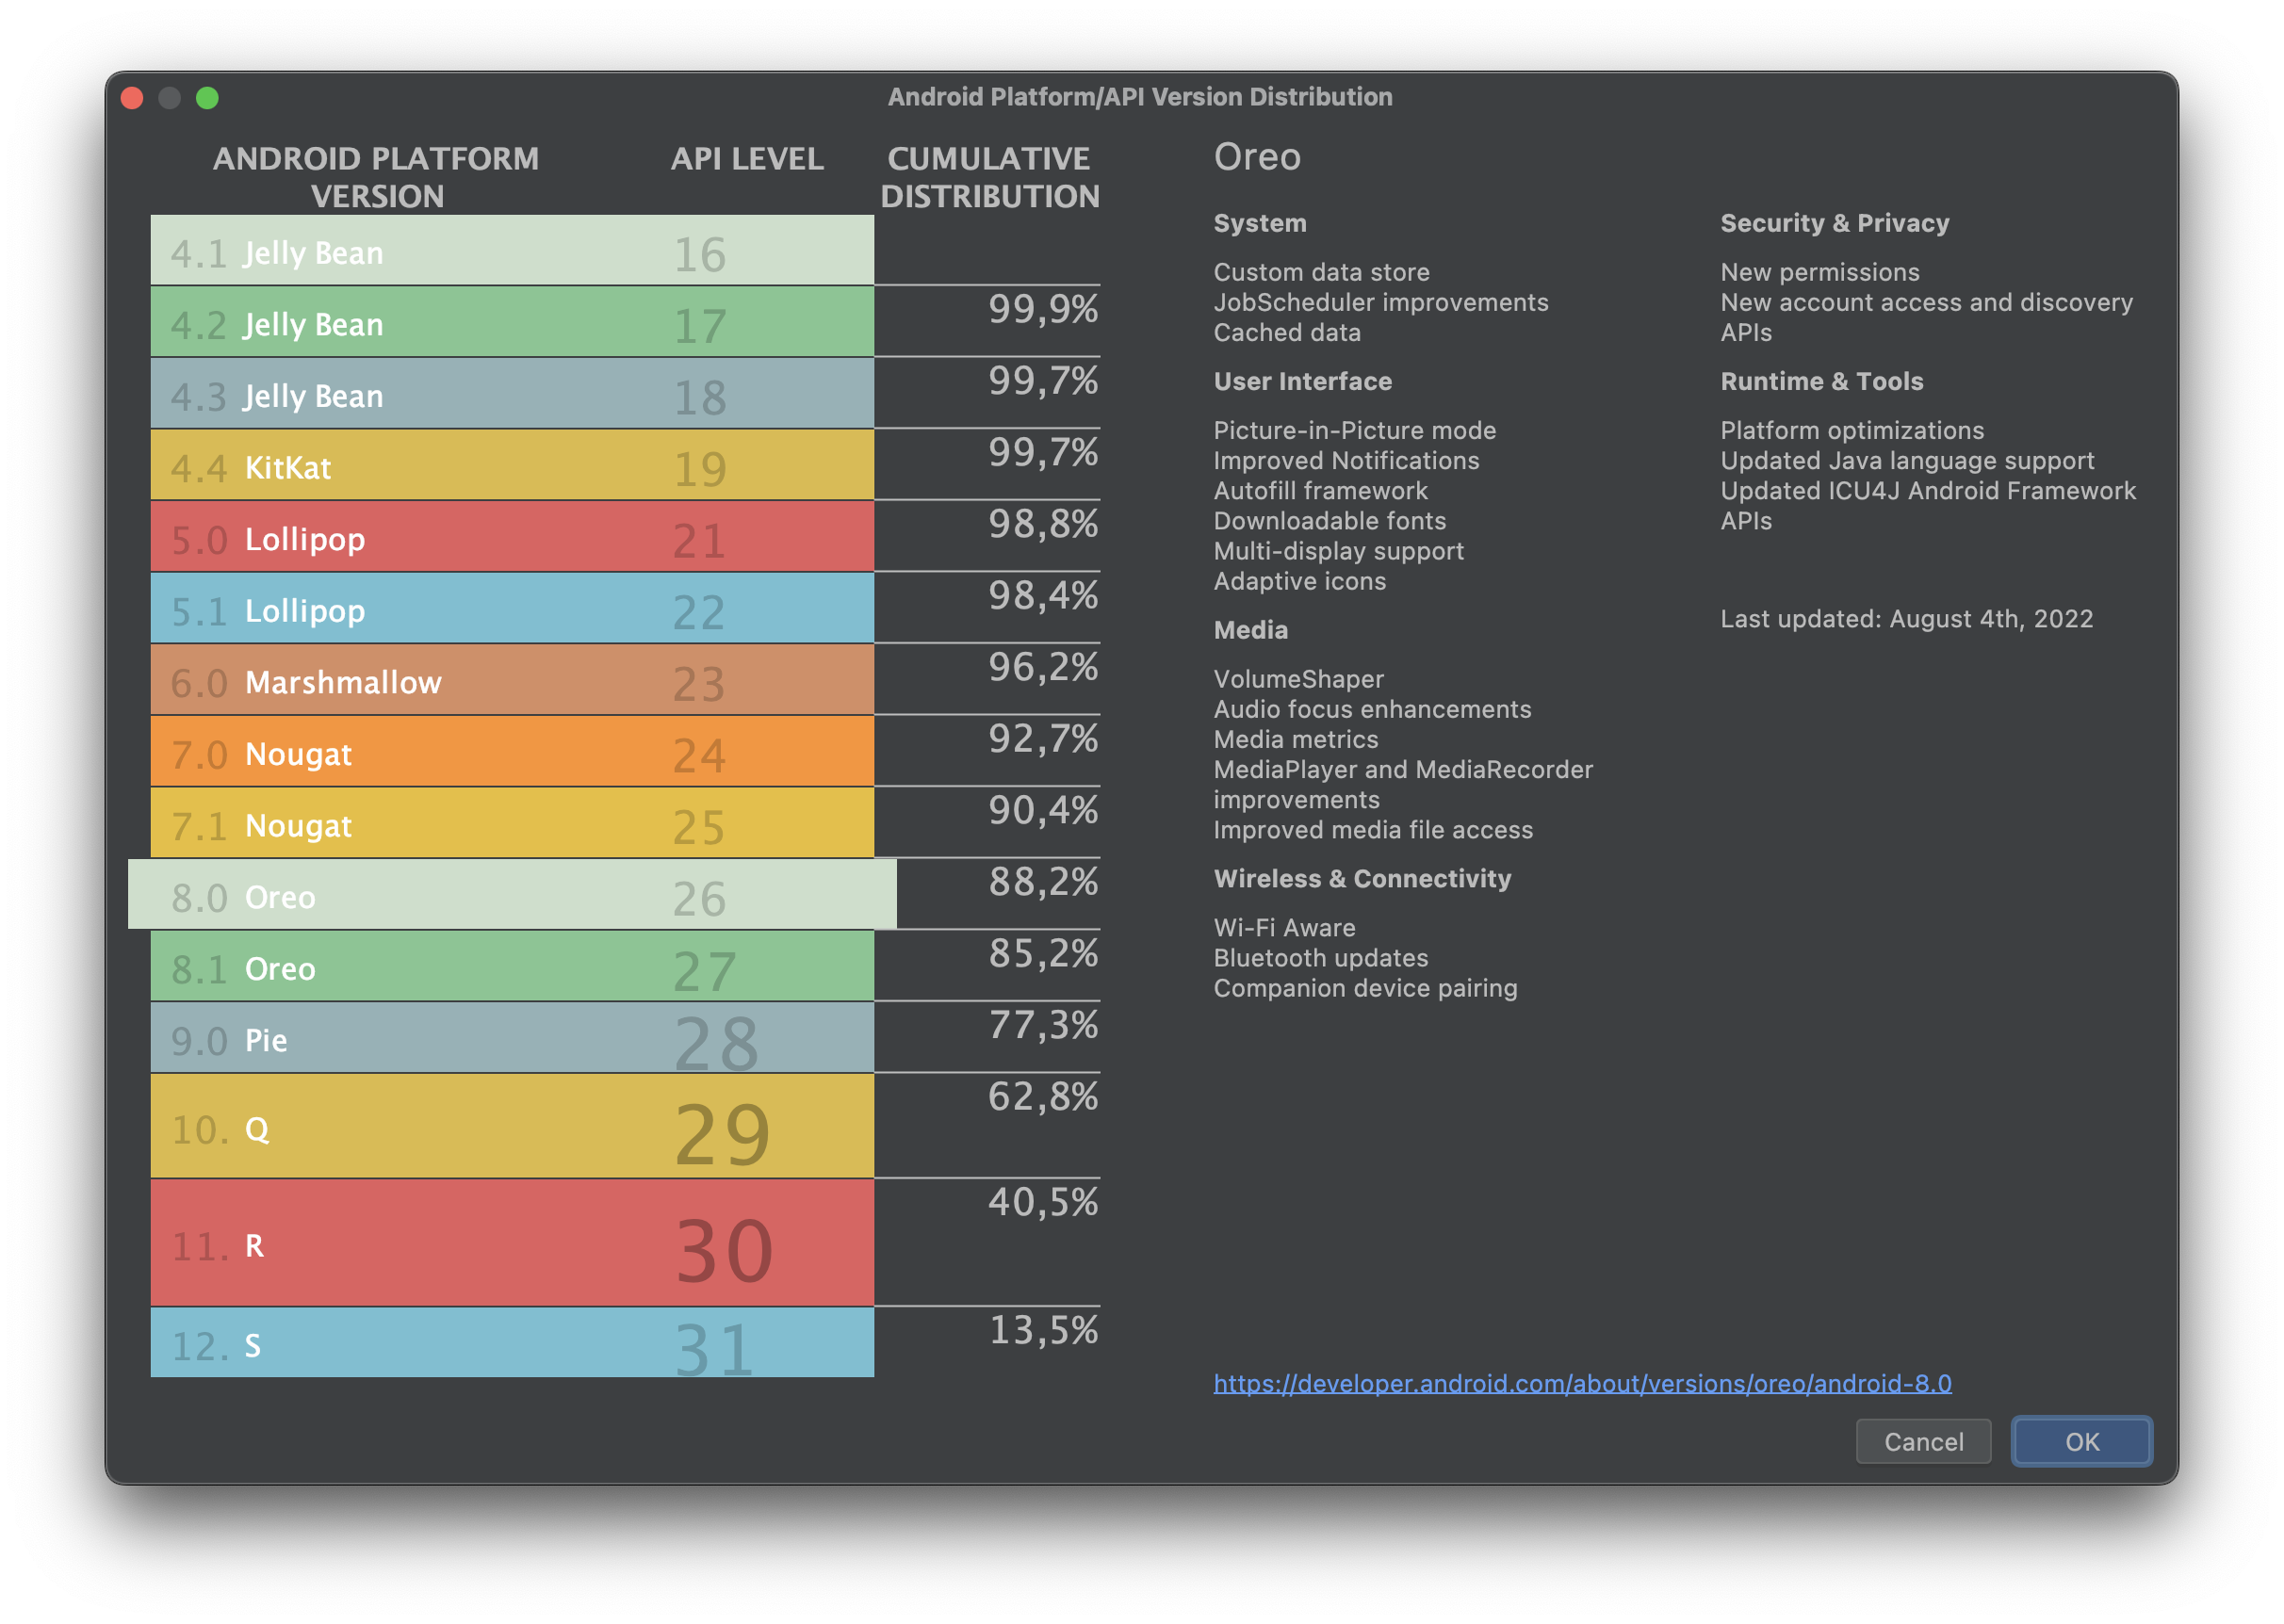 Android Platform/API Version Distribution
ANDROID PLATFORM
VERSION
API LEVEL
CUMULATIVE
DISTRIBUTION
4.1 Jelly Bean 16
4.2 Jelly Bean 17 99,9%
4.3 Jelly Bean 18 99,7%
4.4 KitKat 19 99,7%
5.0 Lollipop 21 98,8%
5.1 Lollipop 22 98,4%
6.0 Marshmallow 23 96,2%
7.0 Nougat 24 92,7%
7.1 Nougat 25 90,4%
8.0 Oreo 26 88,2%
8.1 Oreo 27 85,2%
9.0 Pie 28 77,3%
10. Q 29 62,8%
11. R 30 40,5%
12. S 31 13,5%
Oreo
System
Custom data store
JobScheduler improvements
Cached data
User Interface
Picture-in-Picture mode
Improved Notifications
Autofill framework
Downloadable fonts
Multi-display support
Adaptive icons
Media
VolumeShaper
Audio focus enhancements
Media metrics
MediaPlayer and MediaRecorder
improvements
Improved media file access
Wireless & Connectivity
Wi-Fi Aware
Bluetooth updates
Companion device pairing
Security & Privacy
New permissions
New account access and discovery
APIs
Runtime & Tools
Platform optimizations
Updated Java language support
Updated ICU4J Android Framework
APIs
Last updated: August 4th, 2022
https://developer.android.com/about/versions/oreo/android-8.0
Cancel
OK